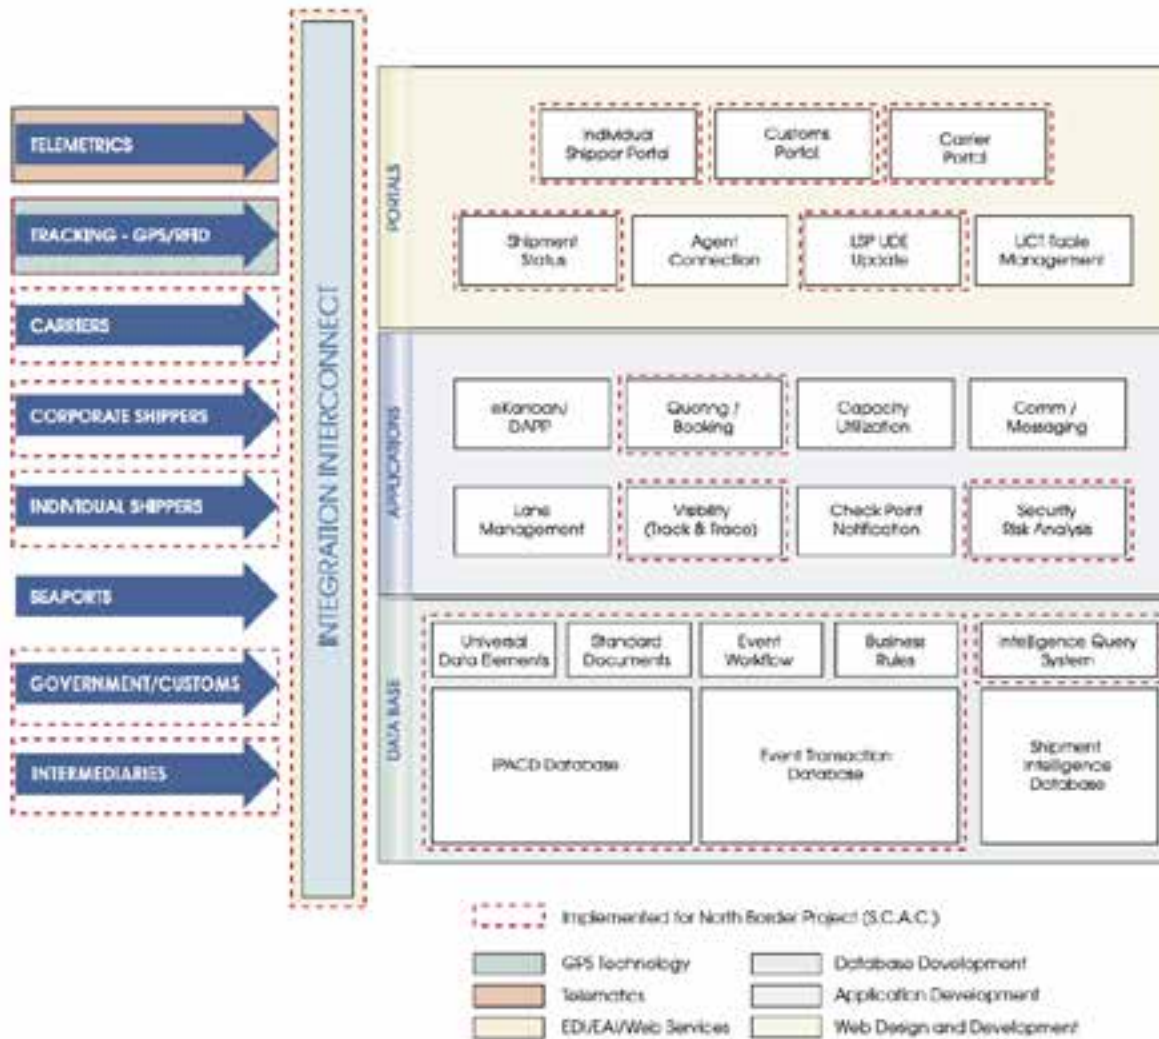 TELEMETRICS
TRACKING - GPS/RFID
CARRIERS
CORPORATE SHIPPERS
INDIVIDUAL SHIPPERS
SEAPORTS
GOVERNMENT/CUSTOMS
INTERMEDIARIES
INTEGRATION INTERCONNECT
PORTALS
Individual
Shipper Portal
Customs
Portal
Carrier
Portal
Shipment
Status
Agent
Connection
LSP UDE
Update
UCT Table
Management
APPLICATIONS
eKanban/
Quoting /
Booking
Capacity
Utilization
Comm /
Messaging
Lane
Management
Visibility
(Track & Trace)
Check Point
Notification
Security
Risk Analysis
DATA BASE
Universal
Data Elements
Standard
Documents
Event
Workflow
Business
Rules
Intelligence Query
System
IPACD Database
Event Transaction
Database
Shipment
Intelligence
Database
Implemented for North Border Project (S.C.A.C.)
GPS Technology
Telematics
EDI/EAI/Web Services
Database Development
Application Development
Web Design and Development